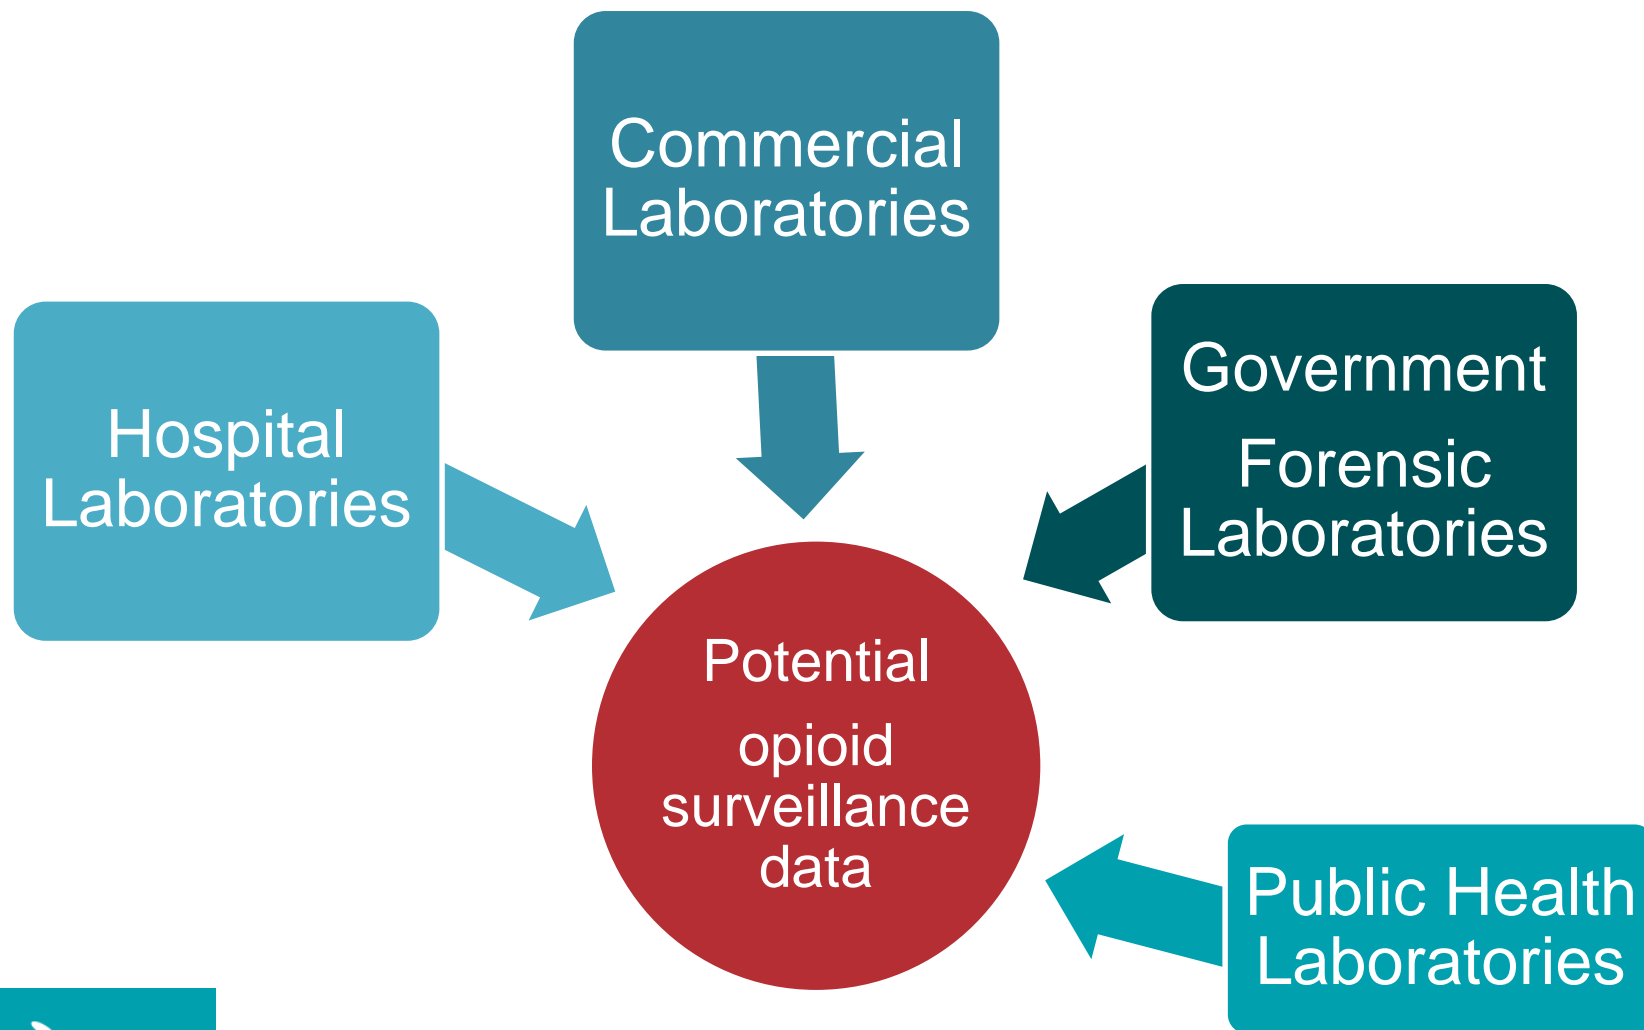 Commercial
Laboratories
Hospital
Laboratories
Government
Forensic
Laboratories
Potential
opioid
surveillance
data
Public Health
Laboratories